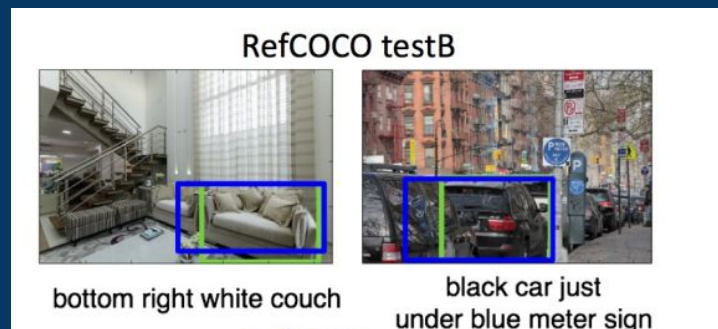 RefCOCO testB
bottom right white couch
black car just
under blue meter sign